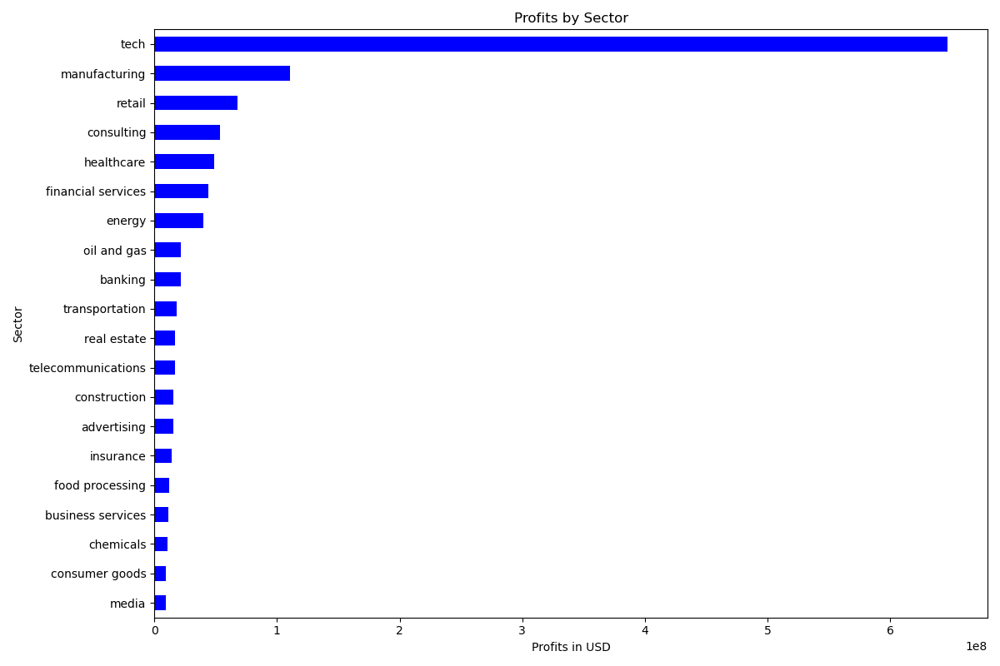 Profits by Sector
tech
manufacturing
retail
consulting
healthcare
financial services
energy
oil and gas
banking
transportation
real estate
telecommunications
construction
advertising
insurance
food processing
business services
chemicals
consumer goods
media
Sector
0 1 2 3 4 5 6
1e8
Profits in USD